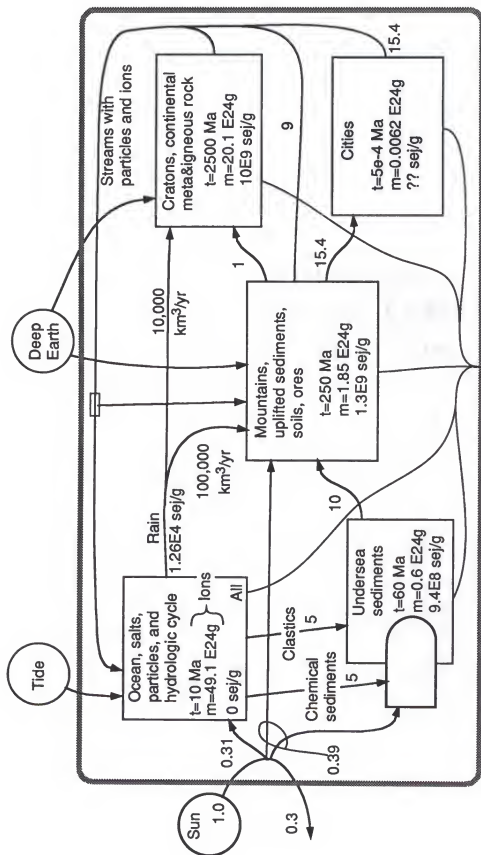 Sun
1.0
Tide
Deep
Earth
Streams with
particles and ions
Ocean, salts,
particles, and
hydrologic cycle
t=10 Ma
m=49.1 E24g
0 sej/g
Ions
All
Rain
1.26E4 sej/g
10,000
km³/yr
100,000
km³/yr
Cratons, continental
meta&igneous rock
t=2500 Ma
m=20.1 E24g
10E9 sej/g
Mountains,
uplifted sediments,
soils, ores
t=250 Ma
m=1.85 E24g
1.3E9 sej/g
1
9
15.4
15.4
Cities
t=5e-4 Ma
m=0.0062 E24g
?? sej/g
0.31
0.39
0.3
Clastics
5
Chemical
sediments
5
10
Undersea
sediments
t=60 Ma
m=0.6 E24g
9.4E8 sej/g